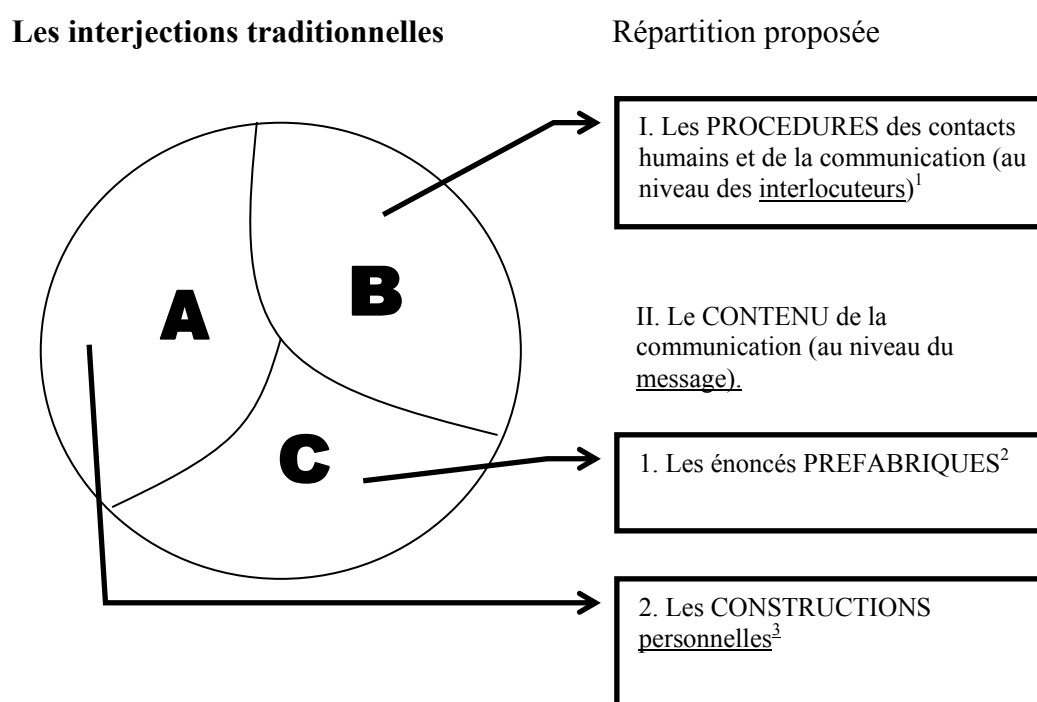 Les interjections traditionnelles
Répartition proposée
A
B
C
I. Les PROCEDURES des contacts
humains et de la communication (au
niveau des interlocuteurs)1
II. Le CONTENU de la
communication (au niveau du
message).
1. Les énoncés PREFABRIQUES2
2. Les CONSTRUCTIONS
personnelles3